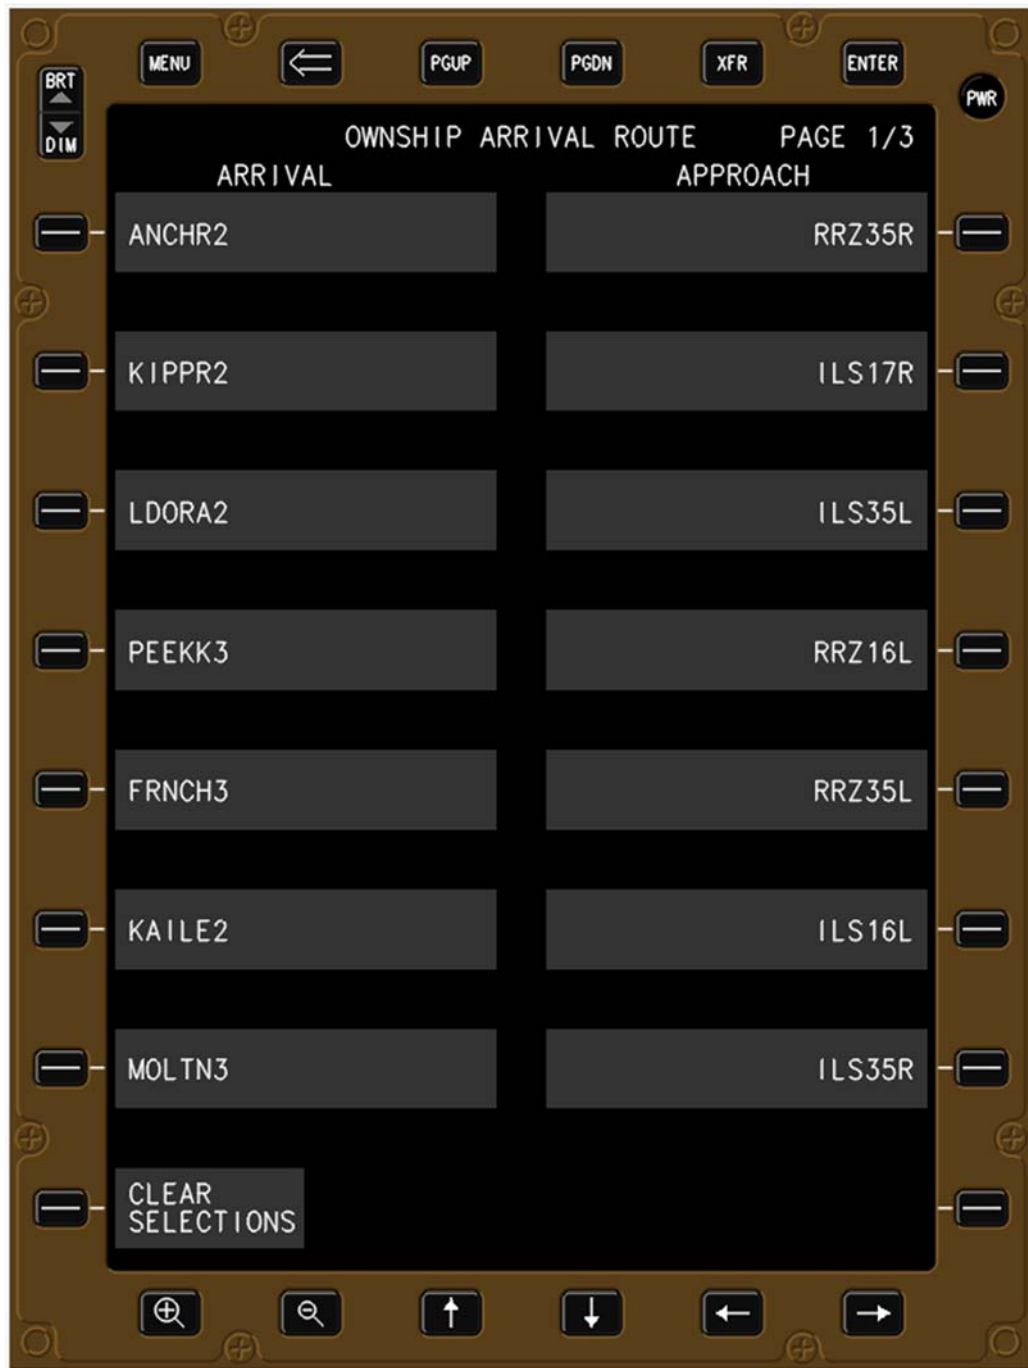 MENU PGUP PGDN XFR ENTER
BRT
DIM
PWR
OWNSHIP ARRIVAL ROUTE PAGE 1/3
ARRIVAL APPROACH
ANCHR2 RRZ35R
KIPPR2 ILS17R
LDORA2 ILS35L
PEEKK3 RRZ16L
FRNCH3 RRZ35L
KAILE2 ILS16L
MOLTN3 ILS35R
CLEAR
SELECTIONS